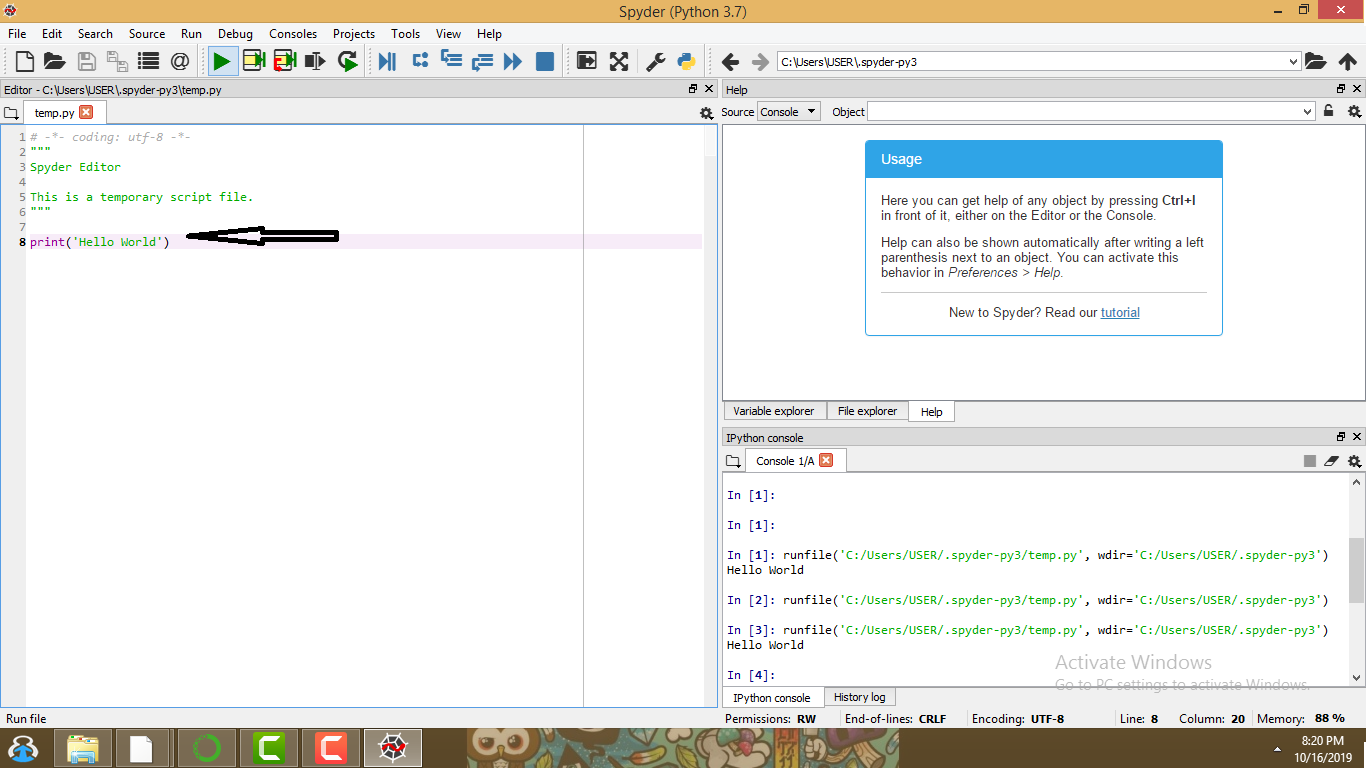 Spyder (Python 3.7)
File Edit Search Source Run Debug Consoles Projects Tools View Help
C:\Users\USER\.spyder-py3
Editor - C:\Users\USER\.spyder-py3\temp.py
temp.py
1 # -*- coding: utf-8 -*-
2 """
3 Spyder Editor
4
5 This is a temporary script file.
6 """
7
8 print('Hello World')
Help
Source Console Object
Usage
Here you can get help of any object by pressing Ctrl+I
in front of it, either on the Editor or the Console.
Help can also be shown automatically after writing a left
parenthesis next to an object. You can activate this
behavior in Preferences > Help.
New to Spyder? Read our tutorial
Variable explorer File explorer Help
IPython console
Console 1/A
In [1]:
In [1]:
In [1]: runfile('C:/Users/USER/.spyder-py3/temp.py', wdir='C:/Users/USER/.spyder-py3')
Hello World
In [2]: runfile('C:/Users/USER/.spyder-py3/temp.py', wdir='C:/Users/USER/.spyder-py3')
In [3]: runfile('C:/Users/USER/.spyder-py3/temp.py', wdir='C:/Users/USER/.spyder-py3')
Hello World
In [4]:
Activate Windows
Go to PC settings to activate Windows.
IPython console History log
Run file
Permissions: RW End-of-lines: CRLF Encoding: UTF-8 Line: 8 Column: 20 Memory: 88 %
8:20 PM
10/16/2019